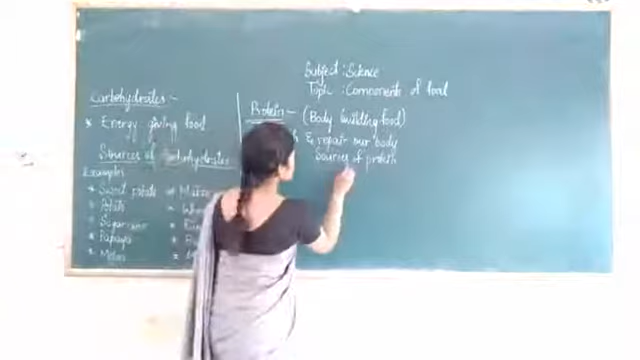 Subject : Science
Topic : Components of food
Carbohydrates :-
* Energy giving food
Sources of Carbohydrates
Examples
* Sweet potato
* Potato
* Sugarcane
* Papaya
* Melon
Protein :- (Body building food)
& repair our body
Sources of protein